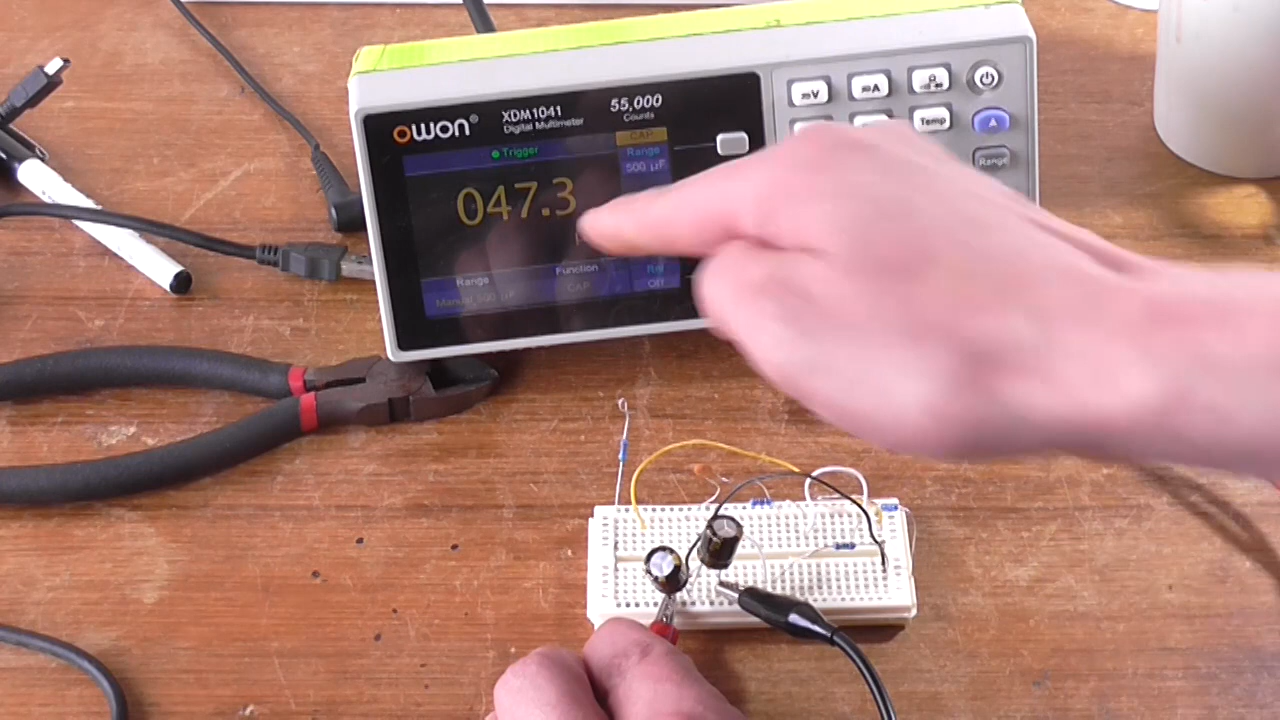 owon®
XDM1041
Digital Multimeter
55,000
Counts
Trigger
CAP
Range
500 µF
047.3
Range
Function
Rel
Manual 500 µF
CAP
Off
Temp
Range